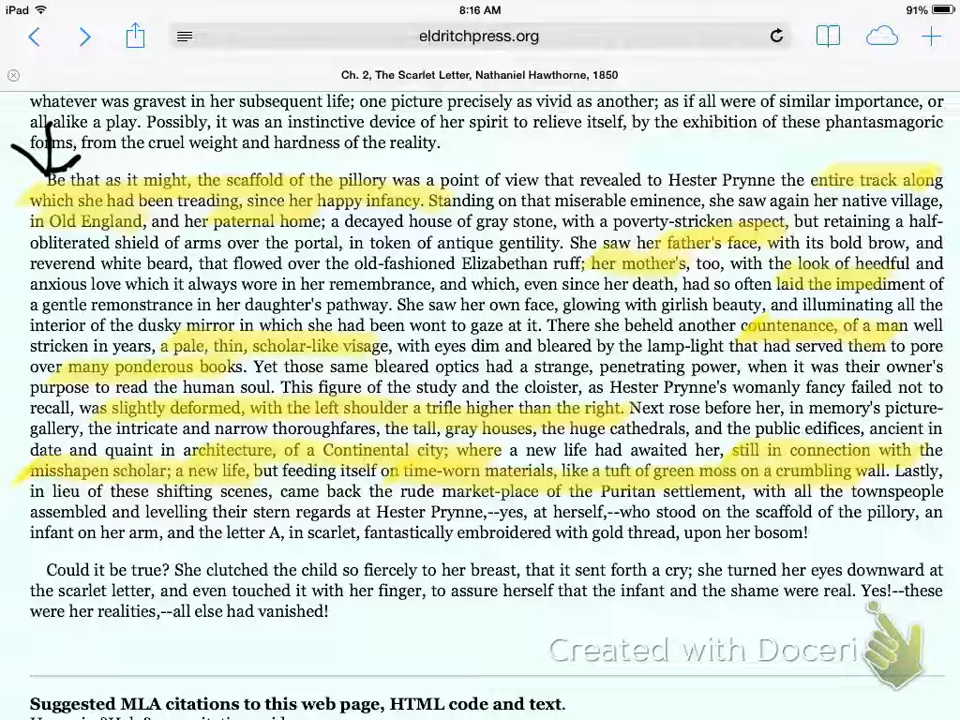 iPad 8:16 AM 91%
eldritchpress.org
Ch. 2, The Scarlet Letter, Nathaniel Hawthorne, 1850
whatever was gravest in her subsequent life; one picture precisely as vivid as another; as if all were of similar importance, or
all alike a play. Possibly, it was an instinctive device of her spirit to relieve itself, by the exhibition of these phantasmagoric
forms, from the cruel weight and hardness of the reality.
Be that as it might, the scaffold of the pillory was a point of view that revealed to Hester Prynne the entire track along
which she had been treading, since her happy infancy. Standing on that miserable eminence, she saw again her native village,
in Old England, and her paternal home; a decayed house of gray stone, with a poverty-stricken aspect, but retaining a half-
obliterated shield of arms over the portal, in token of antique gentility. She saw her father's face, with its bold brow, and
reverend white beard, that flowed over the old-fashioned Elizabethan ruff; her mother's, too, with the look of heedful and
anxious love which it always wore in her remembrance, and which, even since her death, had so often laid the impediment of
a gentle remonstrance in her daughter's pathway. She saw her own face, glowing with girlish beauty, and illuminating all the
interior of the dusky mirror in which she had been wont to gaze at it. There she beheld another countenance, of a man well
stricken in years, a pale, thin, scholar-like visage, with eyes dim and bleared by the lamp-light that had served them to pore
over many ponderous books. Yet those same bleared optics had a strange, penetrating power, when it was their owner's
purpose to read the human soul. This figure of the study and the cloister, as Hester Prynne's womanly fancy failed not to
recall, was slightly deformed, with the left shoulder a trifle higher than the right. Next rose before her, in memory's picture-
gallery, the intricate and narrow thoroughfares, the tall, gray houses, the huge cathedrals, and the public edifices, ancient in
date and quaint in architecture, of a Continental city; where a new life had awaited her, still in connection with the
misshapen scholar; a new life, but feeding itself on time-worn materials, like a tuft of green moss on a crumbling wall. Lastly,
in lieu of these shifting scenes, came back the rude market-place of the Puritan settlement, with all the townspeople
assembled and levelling their stern regards at Hester Prynne,--yes, at herself,--who stood on the scaffold of the pillory, an
infant on her arm, and the letter A, in scarlet, fantastically embroidered with gold thread, upon her bosom!
Could it be true? She clutched the child so fiercely to her breast, that it sent forth a cry; she turned her eyes downward at
the scarlet letter, and even touched it with her finger, to assure herself that the infant and the shame were real. Yes!--these
were her realities,--all else had vanished!
Created with Doceri
Suggested MLA citations to this web page, HTML code and text.